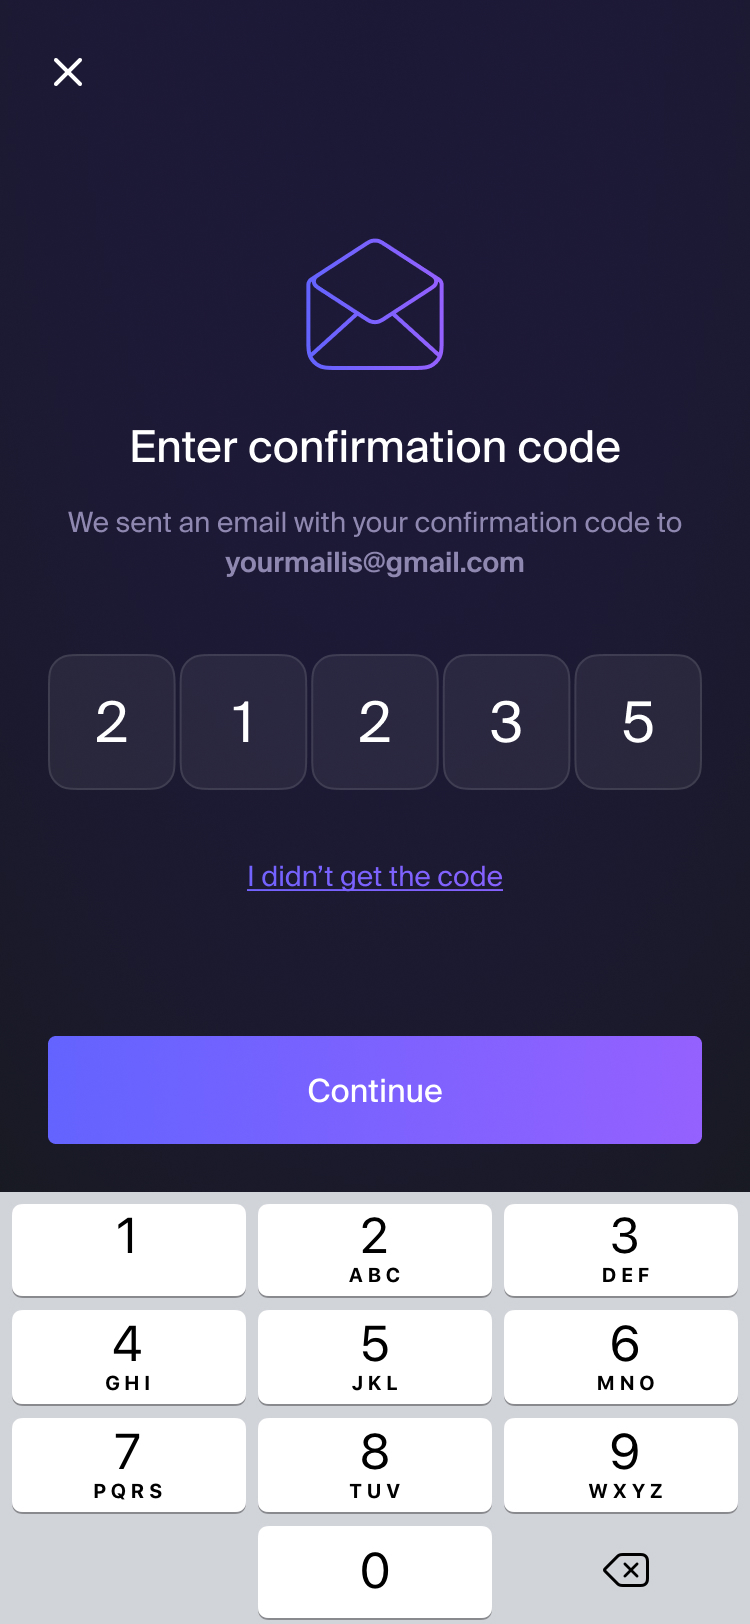 Enter confirmation code
We sent an email with your confirmation code to
yourmailis@gmail.com
2 1 2 3 5
I didn’t get the code
Continue
1 2 3
ABC DEF
4 5 6
GHI JKL MNO
7 8 9
PQRS TUV WXYZ
0